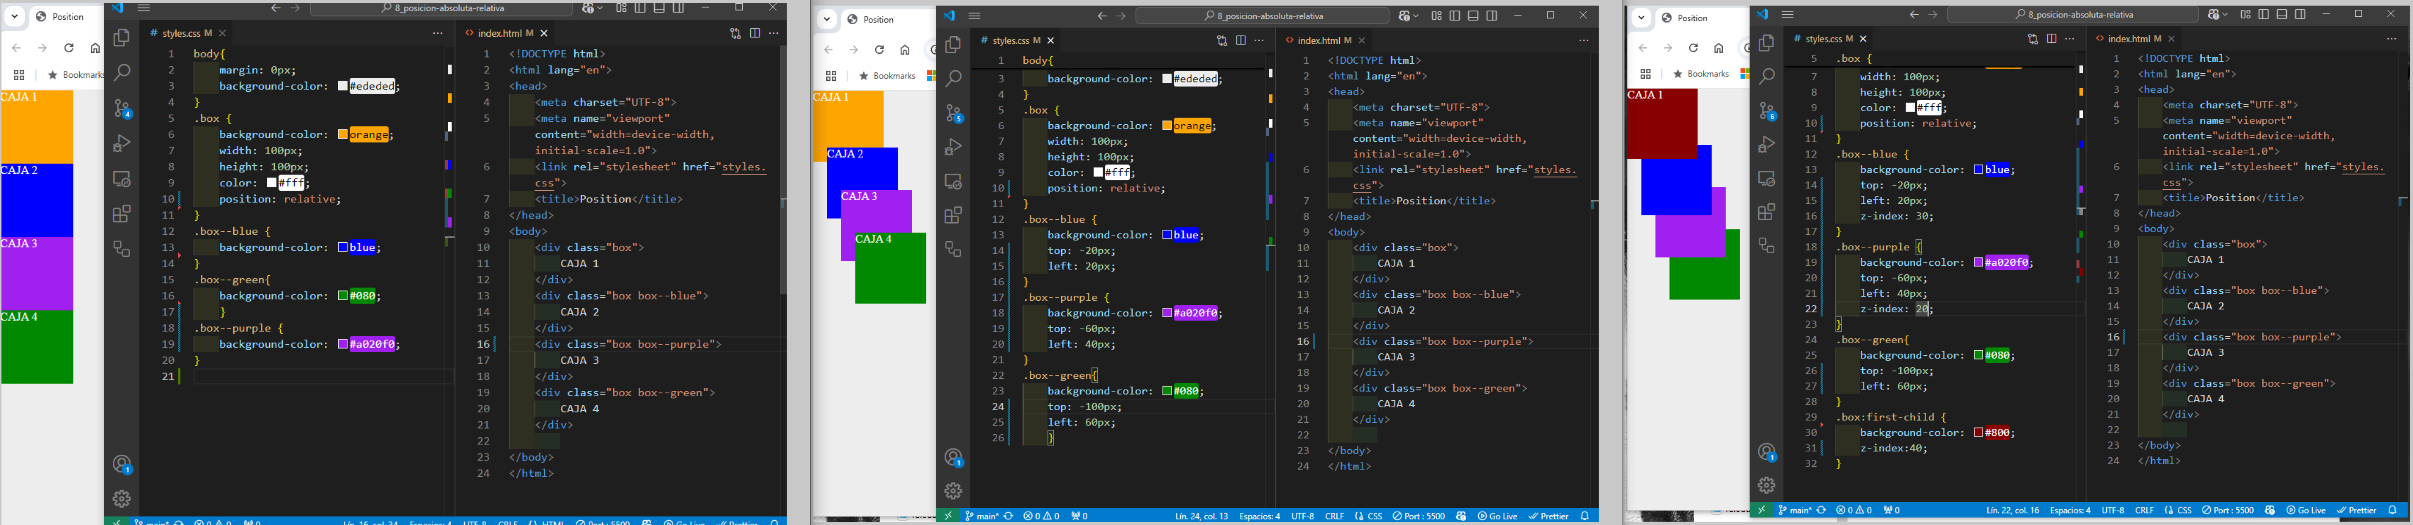 Position
8_posicion-absoluta-relativa
Bookmarks
CAJA 1
CAJA 2
CAJA 3
CAJA 4
# styles.css M ×
1 body{
2 margin: 0px;
3 background-color: #ededed;
4 }
5 .box {
6 background-color: orange;
7 width: 100px;
8 height: 100px;
9 color: #fff;
10 position: relative;
11 }
12 .box--blue {
13 background-color: blue;
14 }
15 .box--green{
16 background-color: #080;
17 }
18 .box--purple {
19 background-color: #a020f0;
20 }
21
<> index.html M ×
1 <!DOCTYPE html>
2 <html lang="en">
3 <head>
4 <meta charset="UTF-8">
5 <meta name="viewport"
content="width=device-width,
initial-scale=1.0">
6 <link rel="stylesheet" href="styles.
css">
7 <title>Position</title>
8 </head>
9 <body>
10 <div class="box">
11 CAJA 1
12 </div>
13 <div class="box box--blue">
14 CAJA 2
15 </div>
16 <div class="box box--purple">
17 CAJA 3
18 </div>
19 <div class="box box--green">
20 CAJA 4
21 </div>
22
23 </body>
24 </html>
4
1
Position
8_posicion-absoluta-relativa
Bookmarks
CAJA 1
CAJA 2
CAJA 3
CAJA 4
# styles.css M ×
1 body{
3 background-color: #ededed;
4 }
5 .box {
6 background-color: orange;
7 width: 100px;
8 height: 100px;
9 color: #fff;
10 position: relative;
11 }
12 .box--blue {
13 background-color: blue;
14 top: -20px;
15 left: 20px;
16 }
17 .box--purple {
18 background-color: #a020f0;
19 top: -60px;
20 left: 40px;
21 }
22 .box--green{
23 background-color: #080;
24 top: -100px;
25 left: 60px;
26 }
<> index.html M ×
1 <!DOCTYPE html>
2 <html lang="en">
3 <head>
4 <meta charset="UTF-8">
5 <meta name="viewport"
content="width=device-width,
initial-scale=1.0">
6 <link rel="stylesheet" href="styles.
css">
7 <title>Position</title>
8 </head>
9 <body>
10 <div class="box">
11 CAJA 1
12 </div>
13 <div class="box box--blue">
14 CAJA 2
15 </div>
16 <div class="box box--purple">
17 CAJA 3
18 </div>
19 <div class="box box--green">
20 CAJA 4
21 </div>
22
23 </body>
24 </html>
5
1
main* 0 0 0 Lín. 24, col. 13 Espacios: 4 UTF-8 CRLF {} CSS Port : 5500 Go Live Prettier
Position
8_posicion-absoluta-relativa
Bookmarks
CAJA 1
# styles.css M ×
5 .box {
7 width: 100px;
8 height: 100px;
9 color: #fff;
10 position: relative;
11 }
12 .box--blue {
13 background-color: blue;
14 top: -20px;
15 left: 20px;
16 z-index: 30;
17 }
18 .box--purple {
19 background-color: #a020f0;
20 top: -60px;
21 left: 40px;
22 z-index: 20;
23 }
24 .box--green{
25 background-color: #080;
26 top: -100px;
27 left: 60px;
28 }
29 .box:first-child {
30 background-color: #800;
31 z-index:40;
32 }
<> index.html M ×
1 <!DOCTYPE html>
2 <html lang="en">
3 <head>
4 <meta charset="UTF-8">
5 <meta name="viewport"
content="width=device-width,
initial-scale=1.0">
6 <link rel="stylesheet" href="styles.
css">
7 <title>Position</title>
8 </head>
9 <body>
10 <div class="box">
11 CAJA 1
12 </div>
13 <div class="box box--blue">
14 CAJA 2
15 </div>
16 <div class="box box--purple">
17 CAJA 3
18 </div>
19 <div class="box box--green">
20 CAJA 4
21 </div>
22
23 </body>
24 </html>
6
1
main* 0 0 0 Lín. 22, col. 16 Espacios: 4 UTF-8 CRLF {} CSS Port : 5500 Go Live Prettier